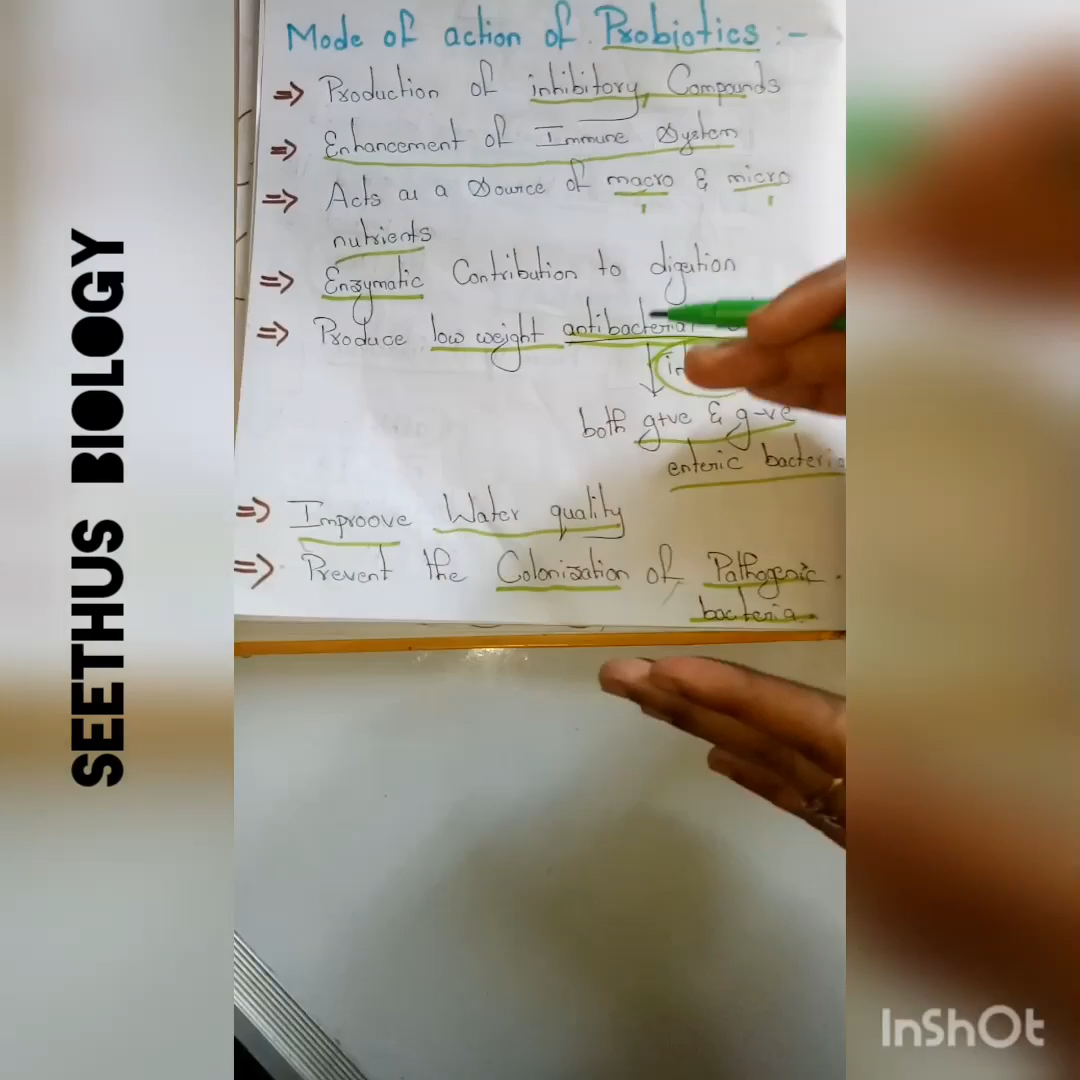 Mode of action of Probiotics :-
=> Production of inhibitory Compounds
=> Enhancement of Immune System
=> Acts as a Source of macro & micro
nutrients
=> Enzymatic Contribution to digestion
=> Produce low weight antibacterial
both g+ve & g-ve
enteric bacteria
=> Improove Water quality
=> Prevent the Colonization of Pathogenic
bacteria.
SEETHUS BIOLOGY
InShOt